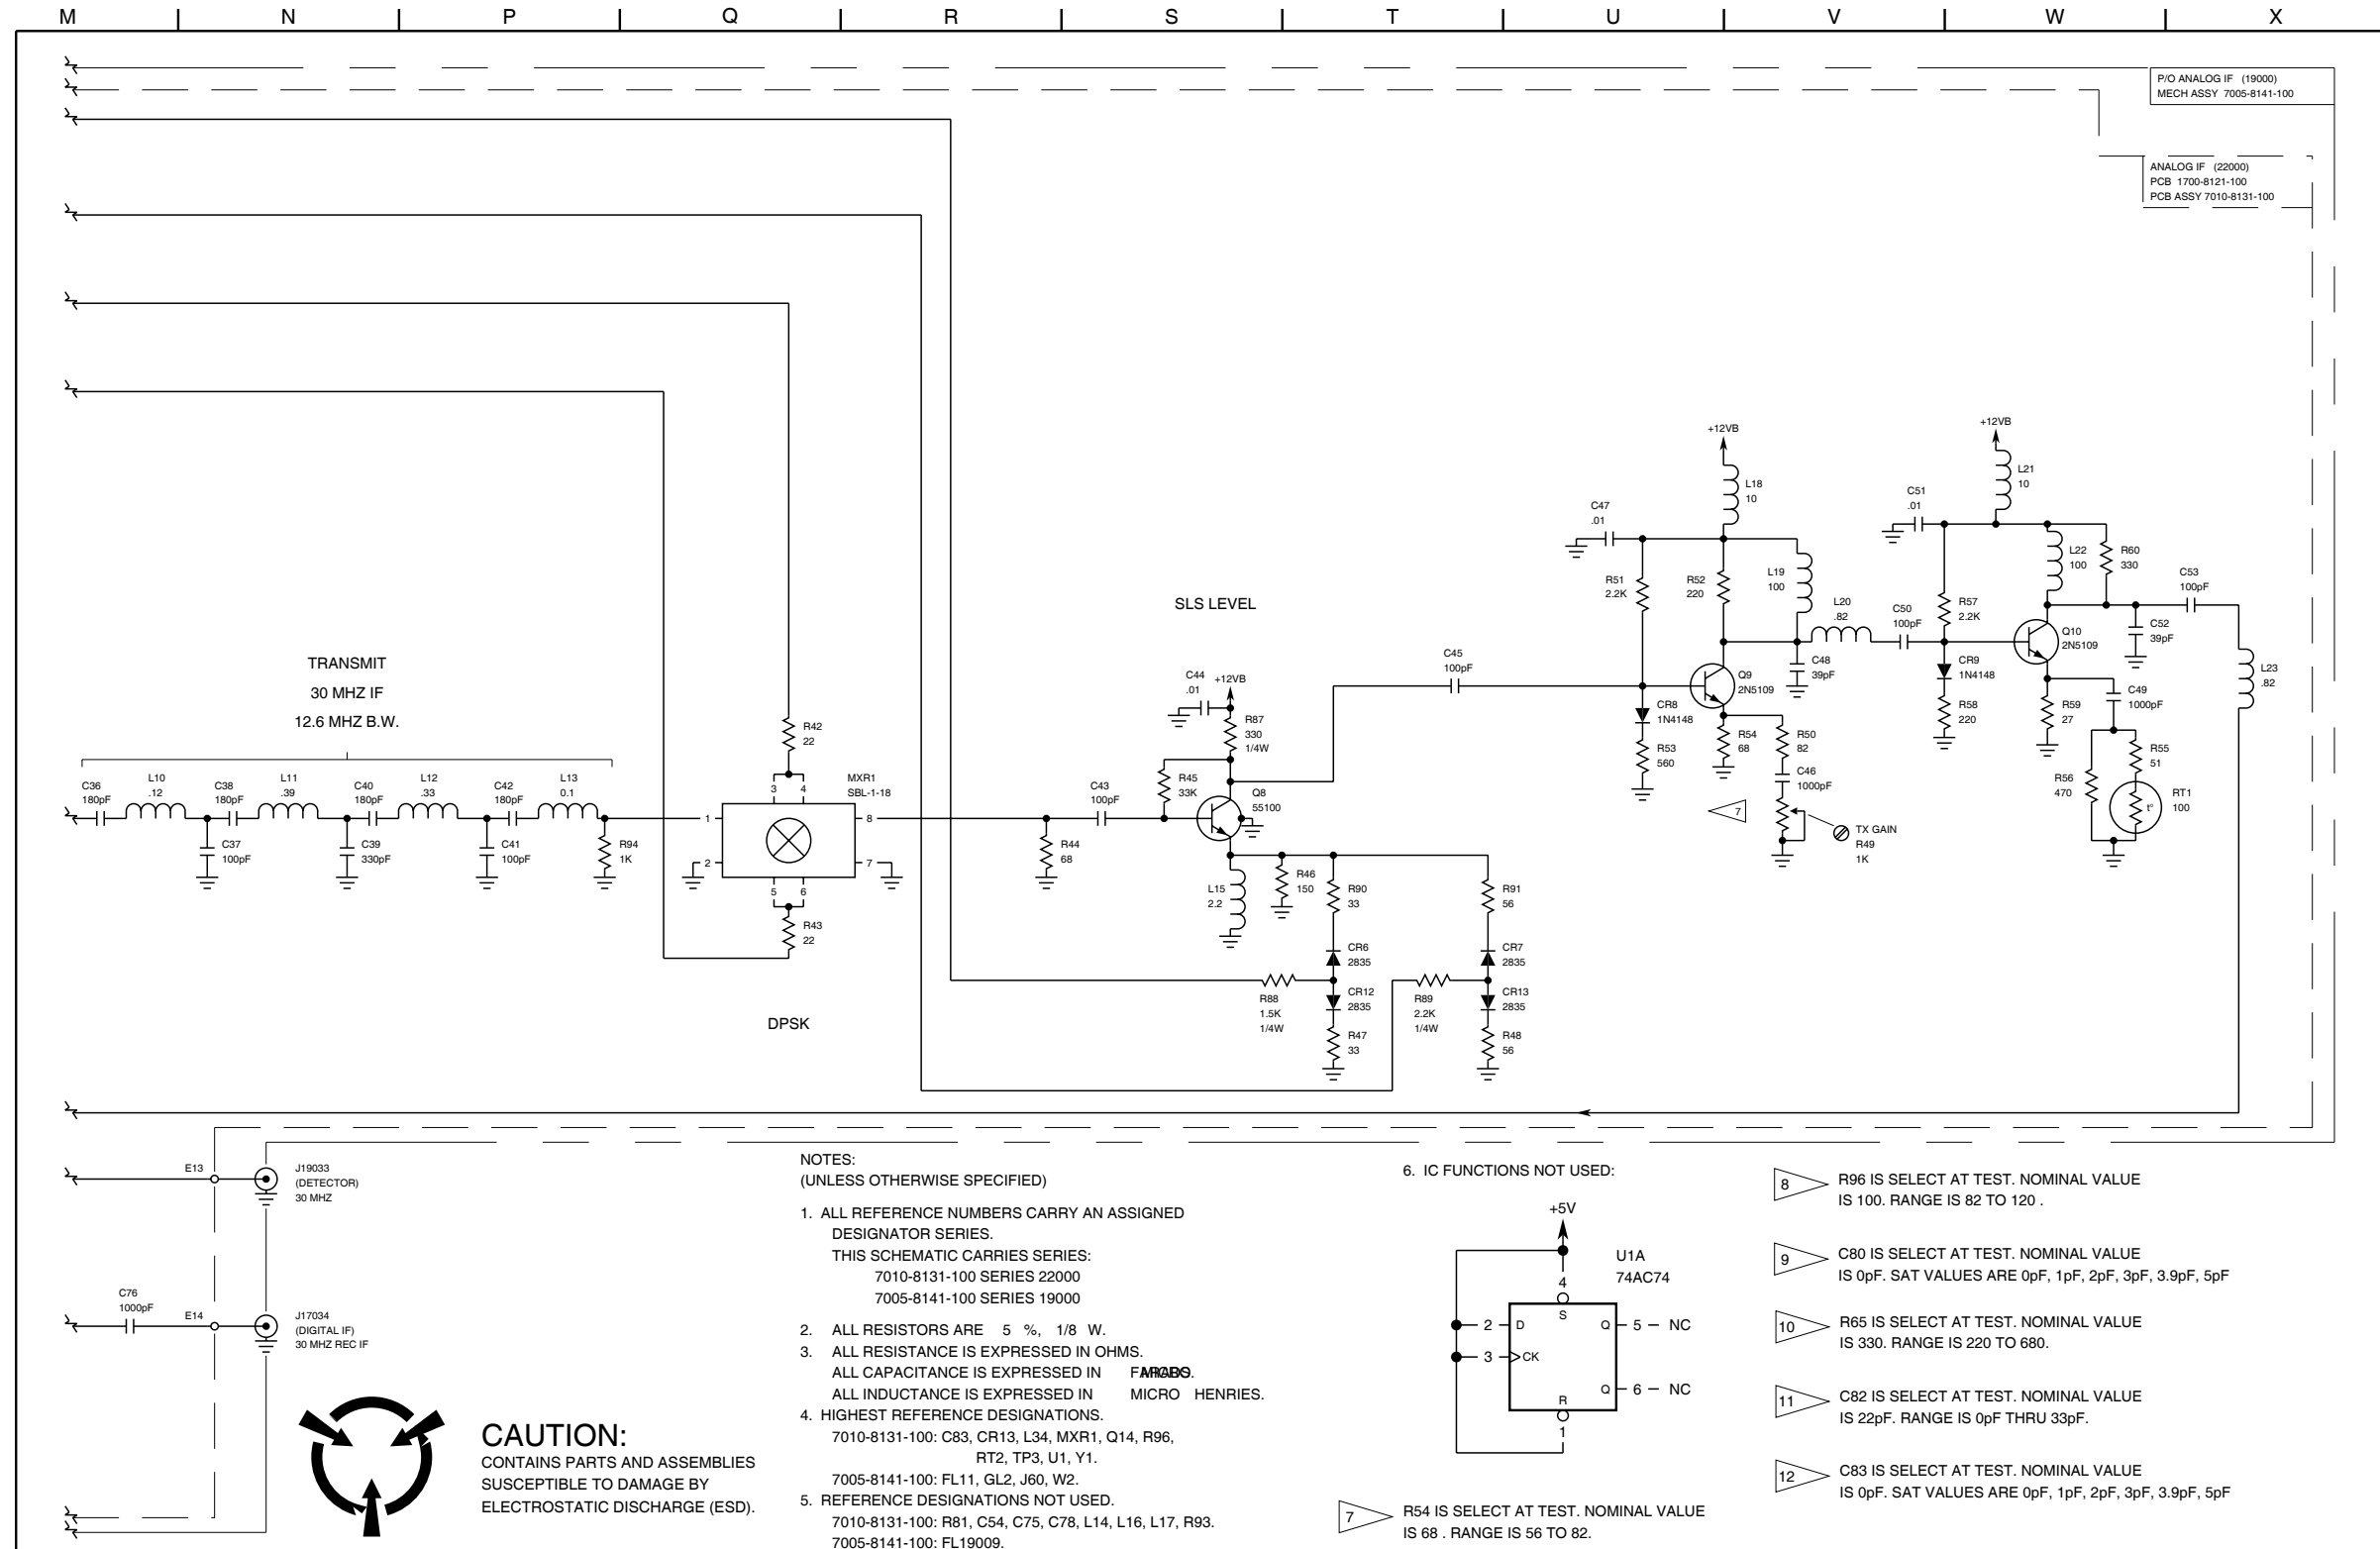 M N P Q R S T U V W X
P/O ANALOG IF (19000)
MECH ASSY 7005-8141-100
ANALOG IF (22000)
PCB 1700-8121-100
PCB ASSY 7010-8131-100
TRANSMIT
30 MHZ IF
12.6 MHZ B.W.
C36
180pF
L10
.12
C38
180pF
L11
.39
C40
180pF
L12
.33
C42
180pF
L13
0.1
C37
100pF
C39
330pF
C41
100pF
R94
1K
R42
22
MXR1
SBL-1-18
3 4
1
8
2
7
5 6
R43
22
DPSK
SLS LEVEL
R44
68
C43
100pF
C44
.01
+12VB
R87
330
1/4W
R45
33K
Q8
55100
L15
2.2
R46
150
R90
33
R91
56
CR6
2835
CR7
2835
R88
1.5K
1/4W
CR12
2835
R89
2.2K
1/4W
CR13
2835
R47
33
R48
56
C45
100pF
C47
.01
+12VB
L18
10
R51
2.2K
R52
220
L19
100
L20
.82
C50
100pF
Q9
2N5109
C48
39pF
CR8
1N4148
R53
560
R54
68
R50
82
C46
1000pF
7
TX GAIN
R49
1K
+12VB
L21
10
C51
.01
L22
100
R60
330
C53
100pF
R57
2.2K
Q10
2N5109
C52
39pF
CR9
1N4148
L23
.82
R58
220
R59
27
C49
1000pF
R56
470
R55
51
t°
RT1
100
E13
J19033
(DETECTOR)
30 MHZ
C76
1000pF
E14
J17034
(DIGITAL IF)
30 MHZ REC IF
CAUTION:
CONTAINS PARTS AND ASSEMBLIES
SUSCEPTIBLE TO DAMAGE BY
ELECTROSTATIC DISCHARGE (ESD).
NOTES:
(UNLESS OTHERWISE SPECIFIED)
1. ALL REFERENCE NUMBERS CARRY AN ASSIGNED
DESIGNATOR SERIES.
THIS SCHEMATIC CARRIES SERIES:
7010-8131-100 SERIES 22000
7005-8141-100 SERIES 19000
2. ALL RESISTORS ARE 5 %, 1/8 W.
3. ALL RESISTANCE IS EXPRESSED IN OHMS.
ALL CAPACITANCE IS EXPRESSED IN
ALL INDUCTANCE IS EXPRESSED IN MICRO HENRIES.
4. HIGHEST REFERENCE DESIGNATIONS.
7010-8131-100: C83, CR13, L34, MXR1, Q14, R96,
RT2, TP3, U1, Y1.
7005-8141-100: FL11, GL2, J60, W2.
5. REFERENCE DESIGNATIONS NOT USED.
7010-8131-100: R81, C54, C75, C78, L14, L16, L17, R93.
7005-8141-100: FL19009.
6. IC FUNCTIONS NOT USED:
+5V
U1A
74AC74
4
S
2 D Q 5 NC
3 CK
Q 6 NC
R
1
7 R54 IS SELECT AT TEST. NOMINAL VALUE
IS 68 . RANGE IS 56 TO 82.
8 R96 IS SELECT AT TEST. NOMINAL VALUE
IS 100. RANGE IS 82 TO 120 .
9 C80 IS SELECT AT TEST. NOMINAL VALUE
IS 0pF. SAT VALUES ARE 0pF, 1pF, 2pF, 3pF, 3.9pF, 5pF
10 R65 IS SELECT AT TEST. NOMINAL VALUE
IS 330. RANGE IS 220 TO 680.
11 C82 IS SELECT AT TEST. NOMINAL VALUE
IS 22pF. RANGE IS 0pF THRU 33pF.
12 C83 IS SELECT AT TEST. NOMINAL VALUE
IS 0pF. SAT VALUES ARE 0pF, 1pF, 2pF, 3pF, 3.9pF, 5pF